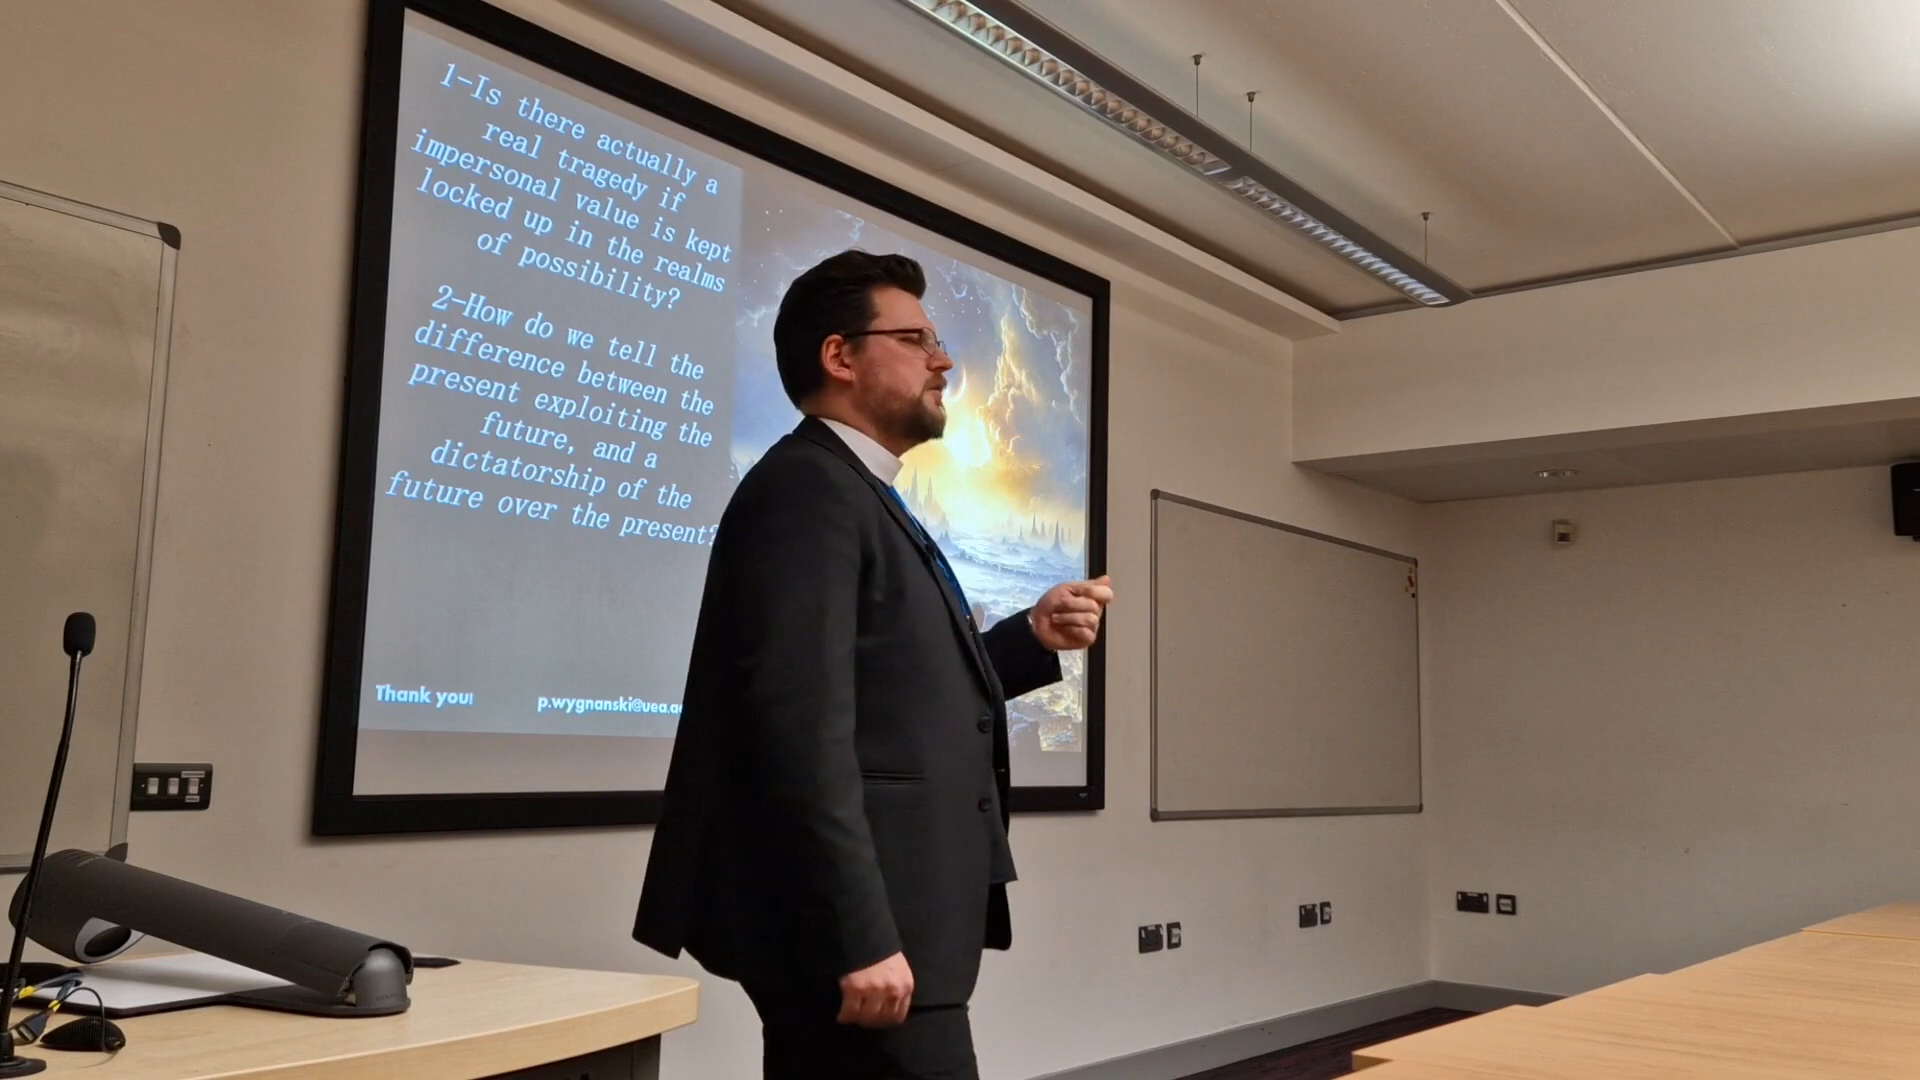 1-Is there actually a
real tragedy if
impersonal value is kept
locked up in the realms
of possibility?
2-How do we tell the
difference between the
present exploiting the
future, and a
dictatorship of the
future over the present?
Thank you!
p.wygnanski@uea.ac